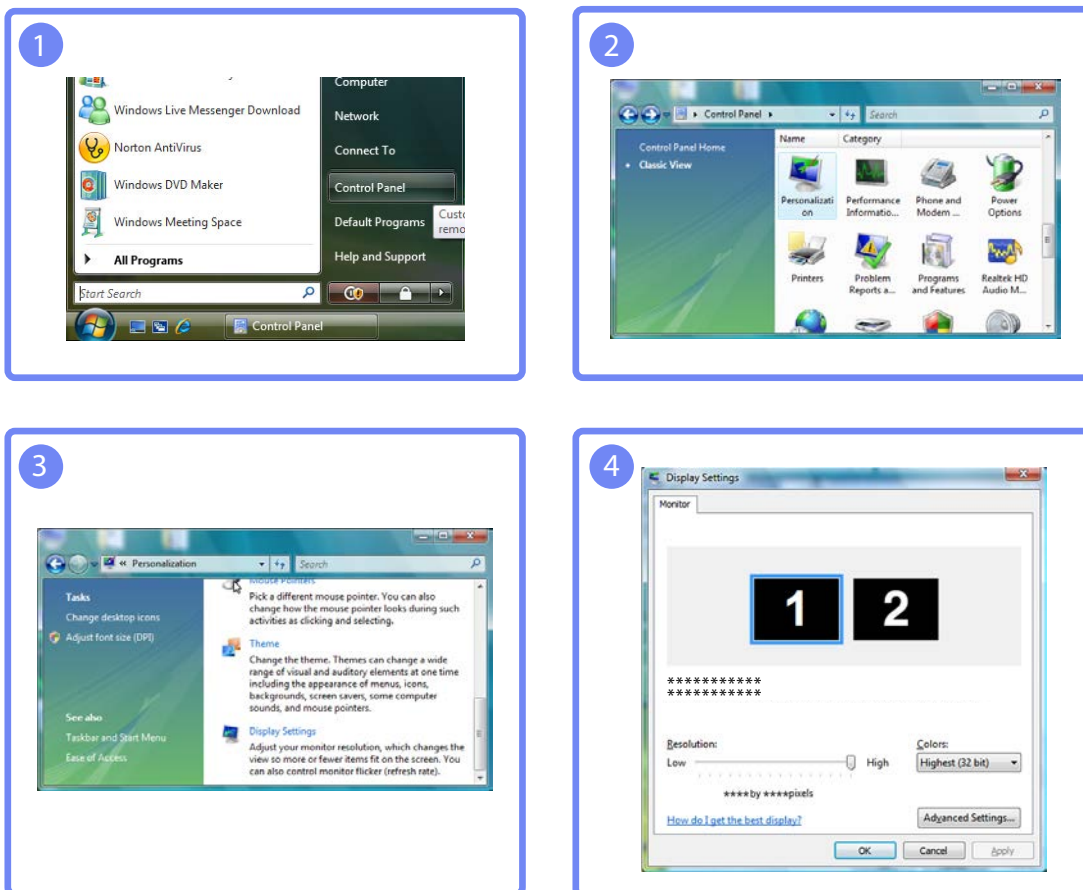 1
Computer
Windows Live Messenger Download
Network
Norton AntiVirus
Connect To
Windows DVD Maker
Control Panel
Windows Meeting Space
Default Programs
Custo
remo
All Programs
Help and Support
Start Search
Control Panel
2
Control Panel
Search
Control Panel Home
Classic View
Name Category
Personalizati
on
Performance
Informatio...
Phone and
Modem ...
Power
Options
Printers
Problem
Reports a...
Programs
and Features
Realtek HD
Audio M...
3
« Personalization
Search
Tasks
Change desktop icons
Adjust font size (DPI)
See also
Taskbar and Start Menu
Ease of Access
Mouse Pointers
Pick a different mouse pointer. You can also
change how the mouse pointer looks during such
activities as clicking and selecting.
Theme
Change the theme. Themes can change a wide
range of visual and auditory elements at one time
including the appearance of menus, icons,
backgrounds, screen savers, some computer
sounds, and mouse pointers.
Display Settings
Adjust your monitor resolution, which changes the
view so more or fewer items fit on the screen. You
can also control monitor flicker (refresh rate).
4
Display Settings
Monitor
1 2
***********
***********
Resolution:
Low High
****by ****pixels
Colors:
Highest (32 bit)
How do I get the best display?
Advanced Settings...
OK Cancel Apply